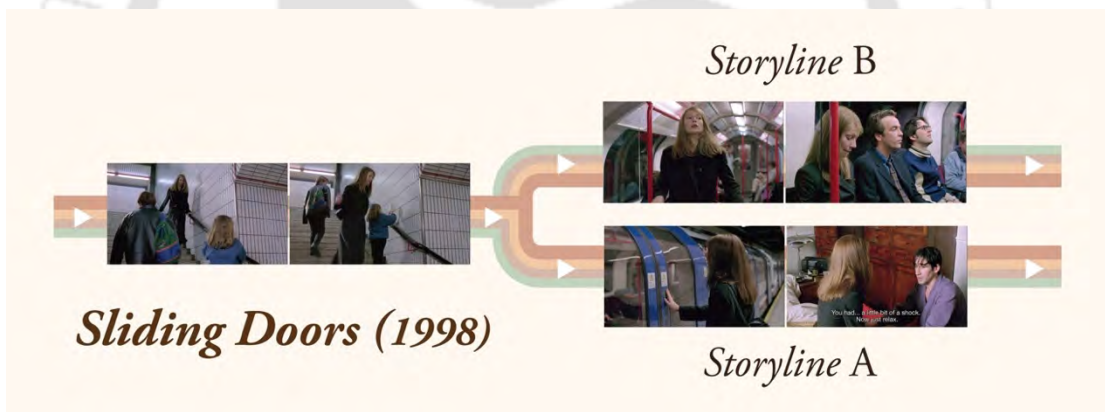 Storyline B
Sliding Doors (1998)
You had... a little bit of a shock.
Now just relax.
Storyline A